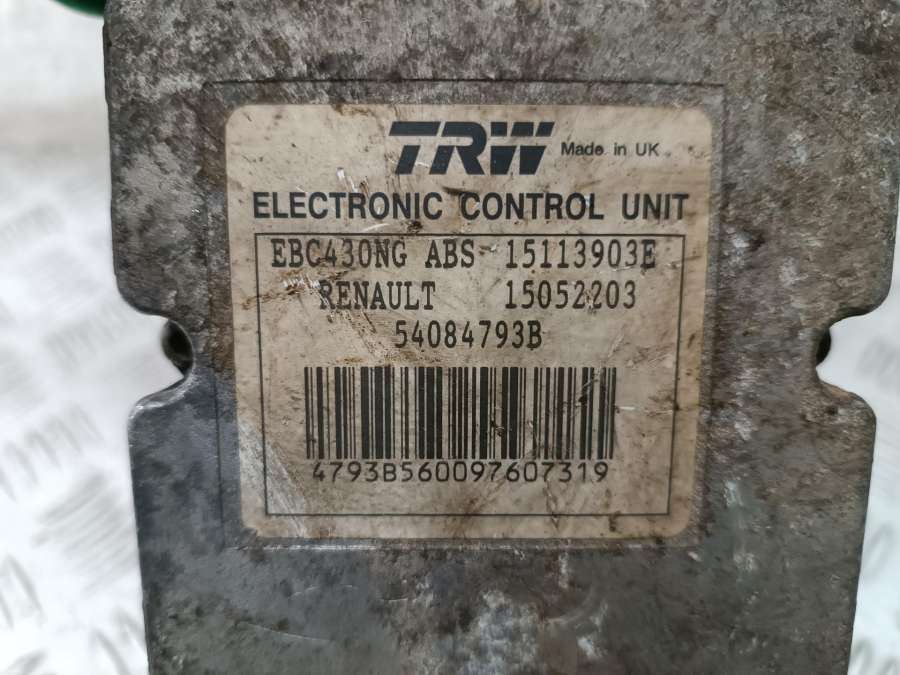 TRW Made in UK
ELECTRONIC CONTROL UNIT
EBC430NG ABS 15113903E
RENAULT 15052203
54084793B
4793B560097607319